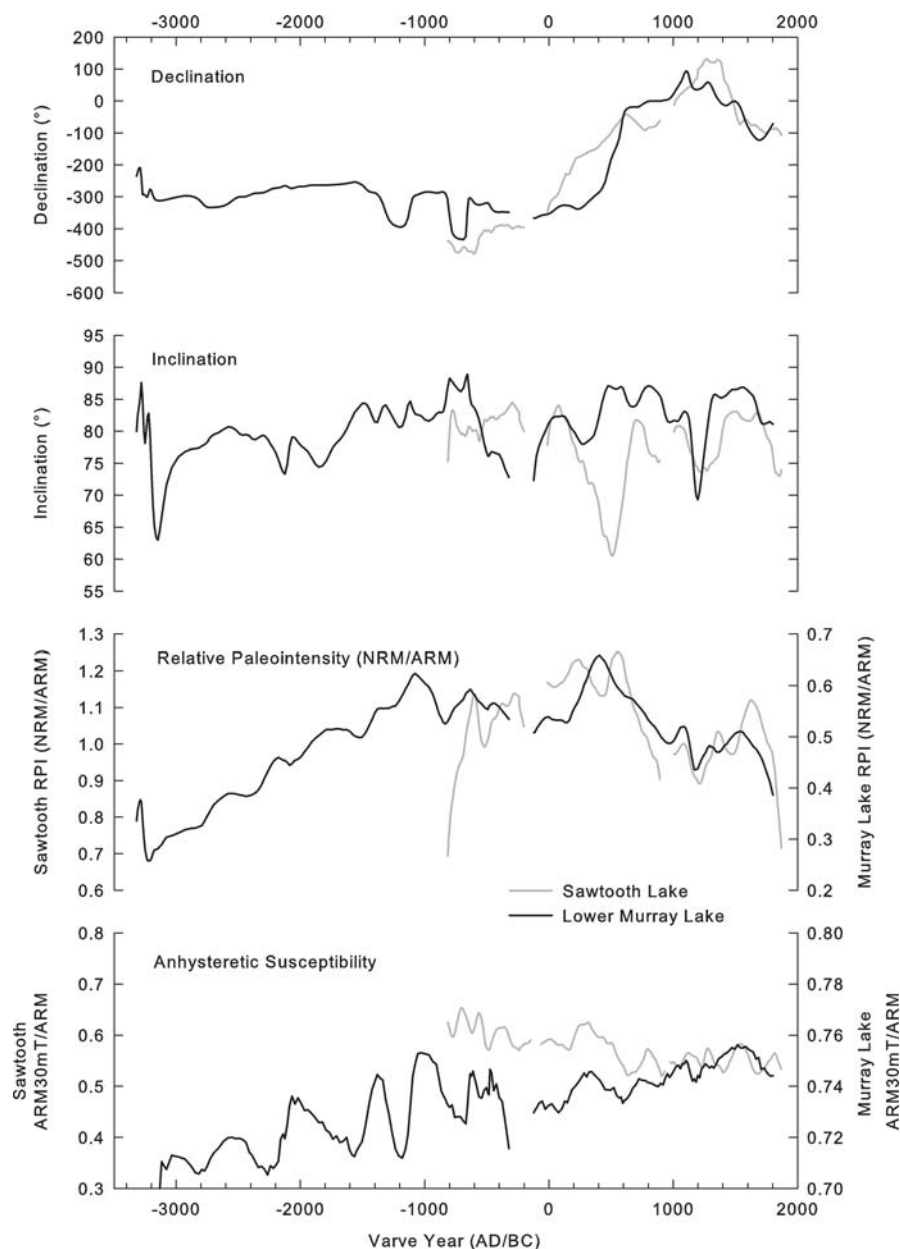 -3000 -2000 -1000 0 1000 2000
200
100
0
-100
-200
-300
-400
-500
-600
Declination (°)
Declination
95
90
85
80
75
70
65
60
55
Inclination (°)
Inclination
1.3
1.2
1.1
1.0
0.9
0.8
0.7
0.6
Sawtooth RPI (NRM/ARM)
Relative Paleointensity (NRM/ARM)
0.7
0.6
0.5
0.4
0.3
0.2
Murray Lake RPI (NRM/ARM)
Sawtooth Lake
Lower Murray Lake
0.8
0.7
0.6
0.5
0.4
0.3
Sawtooth
ARM30mT/ARM
Anhysteretic Susceptibility
0.80
0.78
0.76
0.74
0.72
0.70
Murray Lake
ARM30mT/ARM
-3000 -2000 -1000 0 1000 2000
Varve Year (AD/BC)